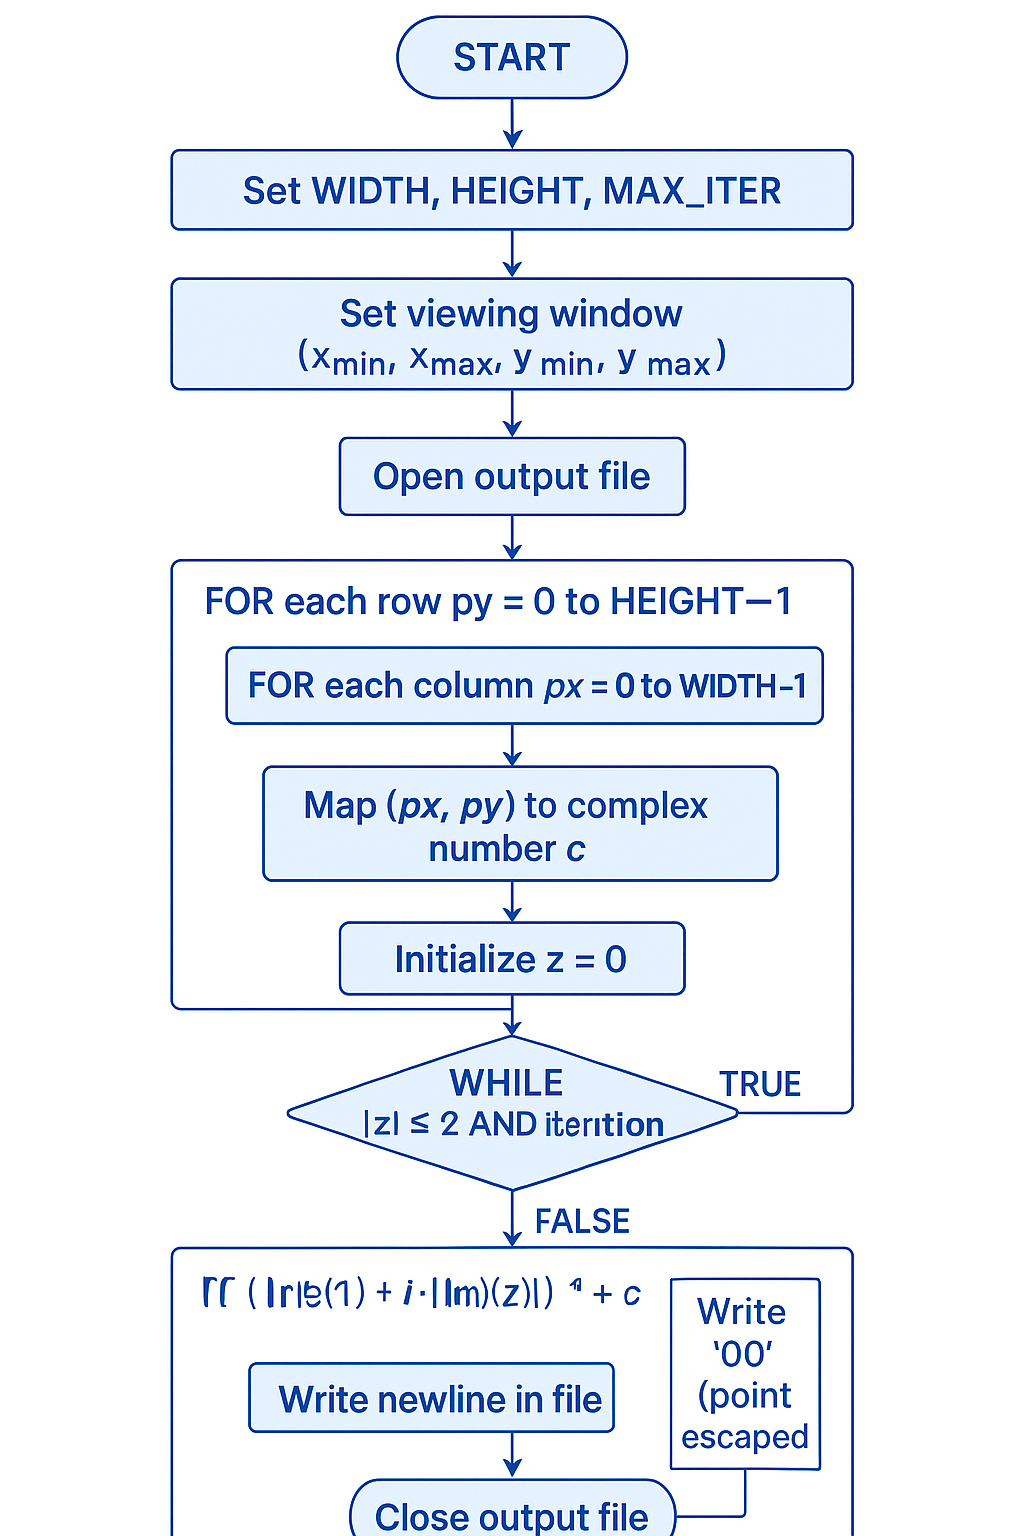 START
Set WIDTH, HEIGHT, MAX_ITER
Set viewing window
(xmin, xmax, y min, y max)
Open output file
FOR each row py = 0 to HEIGHT–1
FOR each column px = 0 to WIDTH-1
Map (px, py) to complex
number c
Initialize z = 0
WHILE
|z| ≤ 2 AND
TRUE
FALSE
+ i·
(z)
+ c
Write
‘00’
(point
escaped
Write newline in file
Close output file